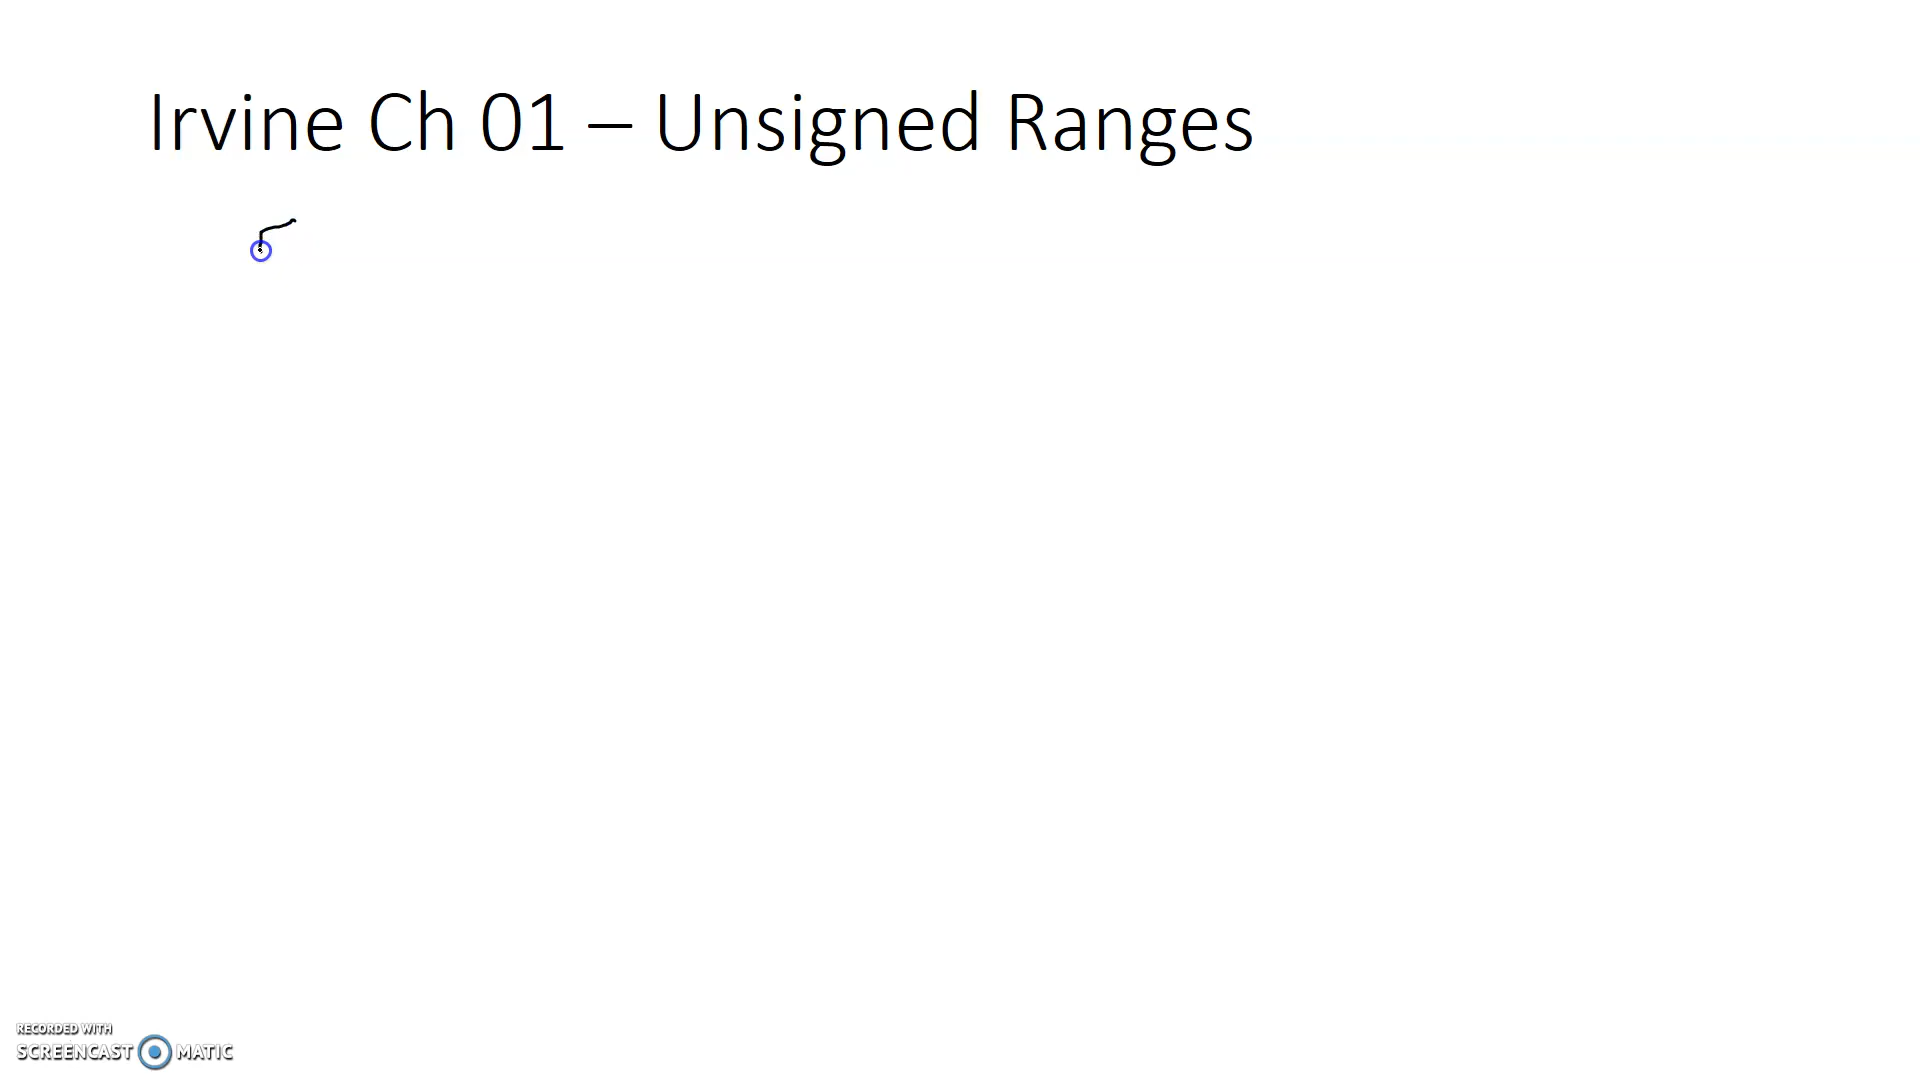 Irvine Ch 01 – Unsigned Ranges
RECORDED WITH
SCREENCAST MATIC